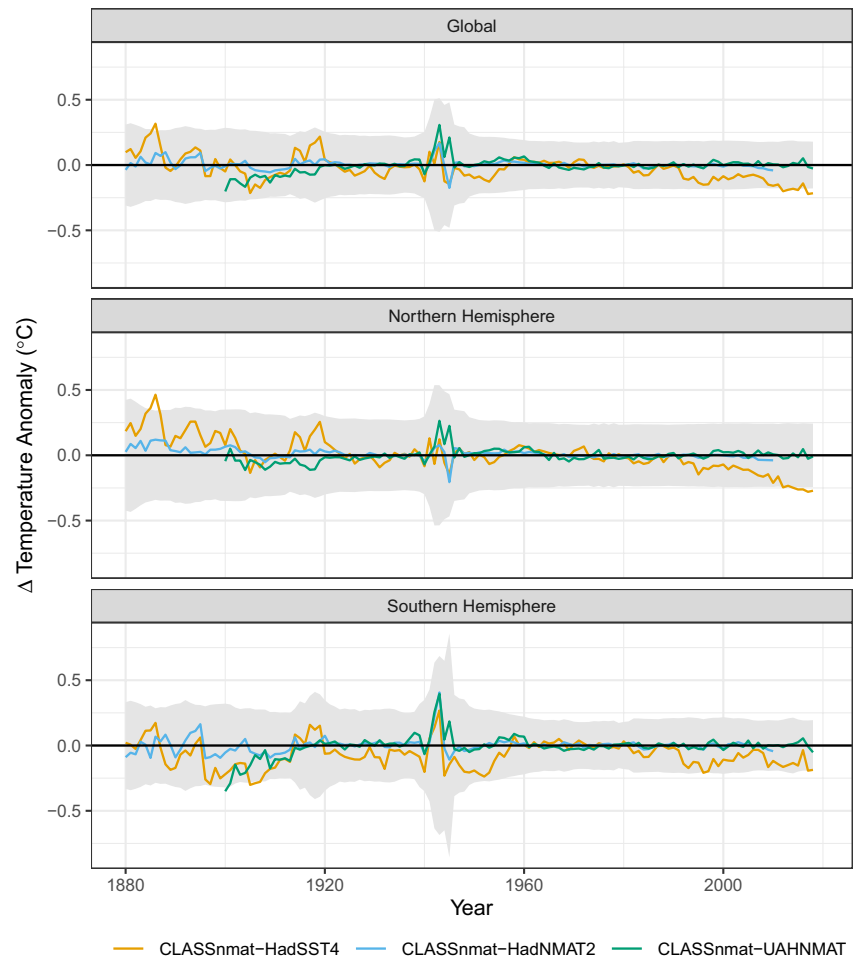 Global
0.5
0.0
−0.5
Northern Hemisphere
0.5
0.0
−0.5
Δ Temperature Anomaly (°C)
Southern Hemisphere
0.5
0.0
−0.5
1880 1920 1960 2000
Year
CLASSnmat−HadSST4 CLASSnmat−HadNMAT2 CLASSnmat−UAHNMAT